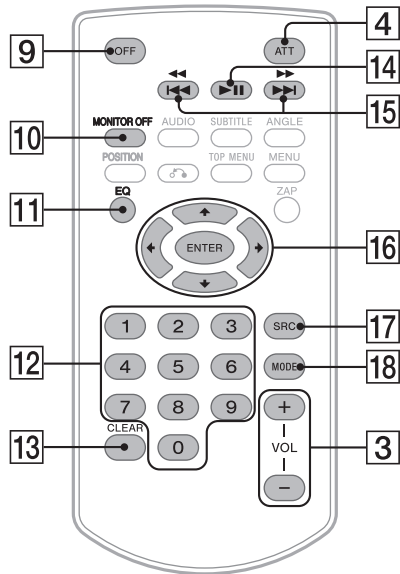 4
9
OFF
ATT
14
15
MONITOR OFF AUDIO SUBTITLE ANGLE
10
POSITION TOP MENU MENU
EQ ZAP
11
ENTER
16
1 2 3
SRC
17
12
4 5 6
MODE
18
7 8 9
+
CLEAR
13
0
VOL
3
−